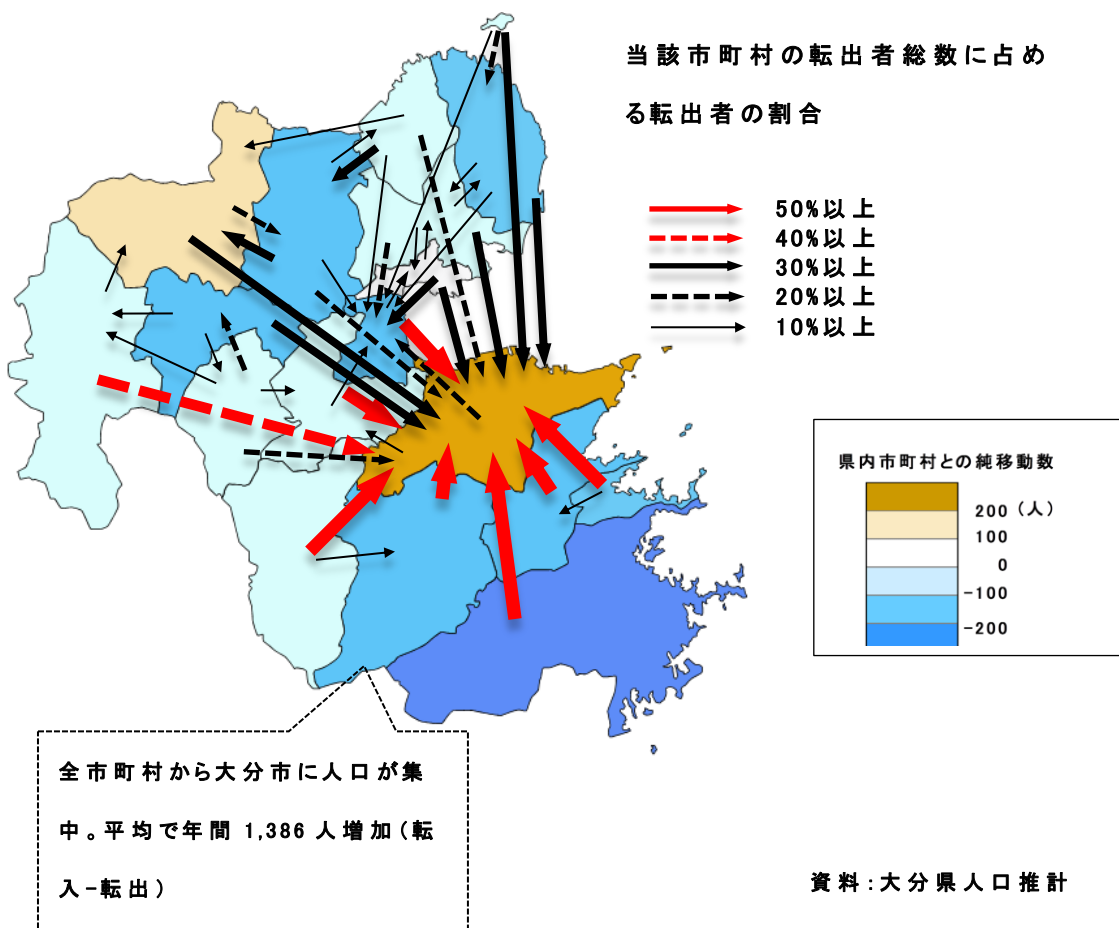 当該市町村の転出者総数に占め
る転出者の割合
50%以上
40%以上
30%以上
20%以上
10%以上
県内市町村との純移動数
200（人）
100
0
-100
-200
全市町村から大分市に人口が集
中。平均で年間 1,386 人増加（転
入-転出）
資料：大分県人口推計